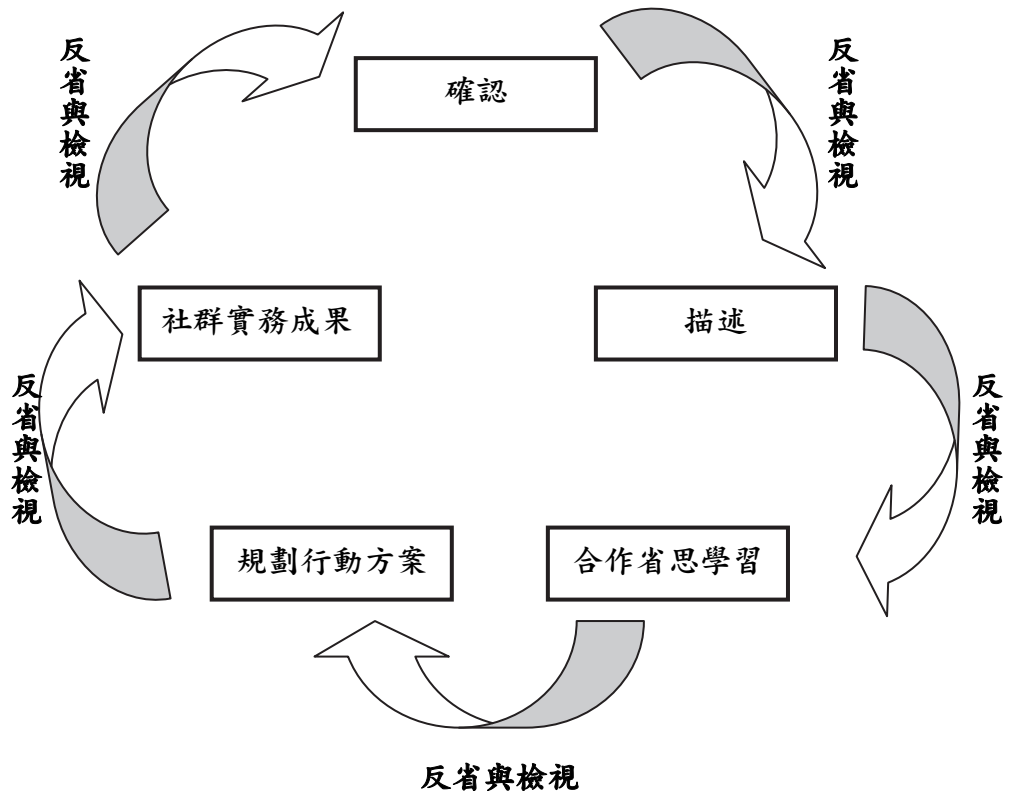 反省與檢視
確認
反省與檢視
社群實務成果
描述
反省與檢視
反省與檢視
規劃行動方案
合作省思學習
反省與檢視